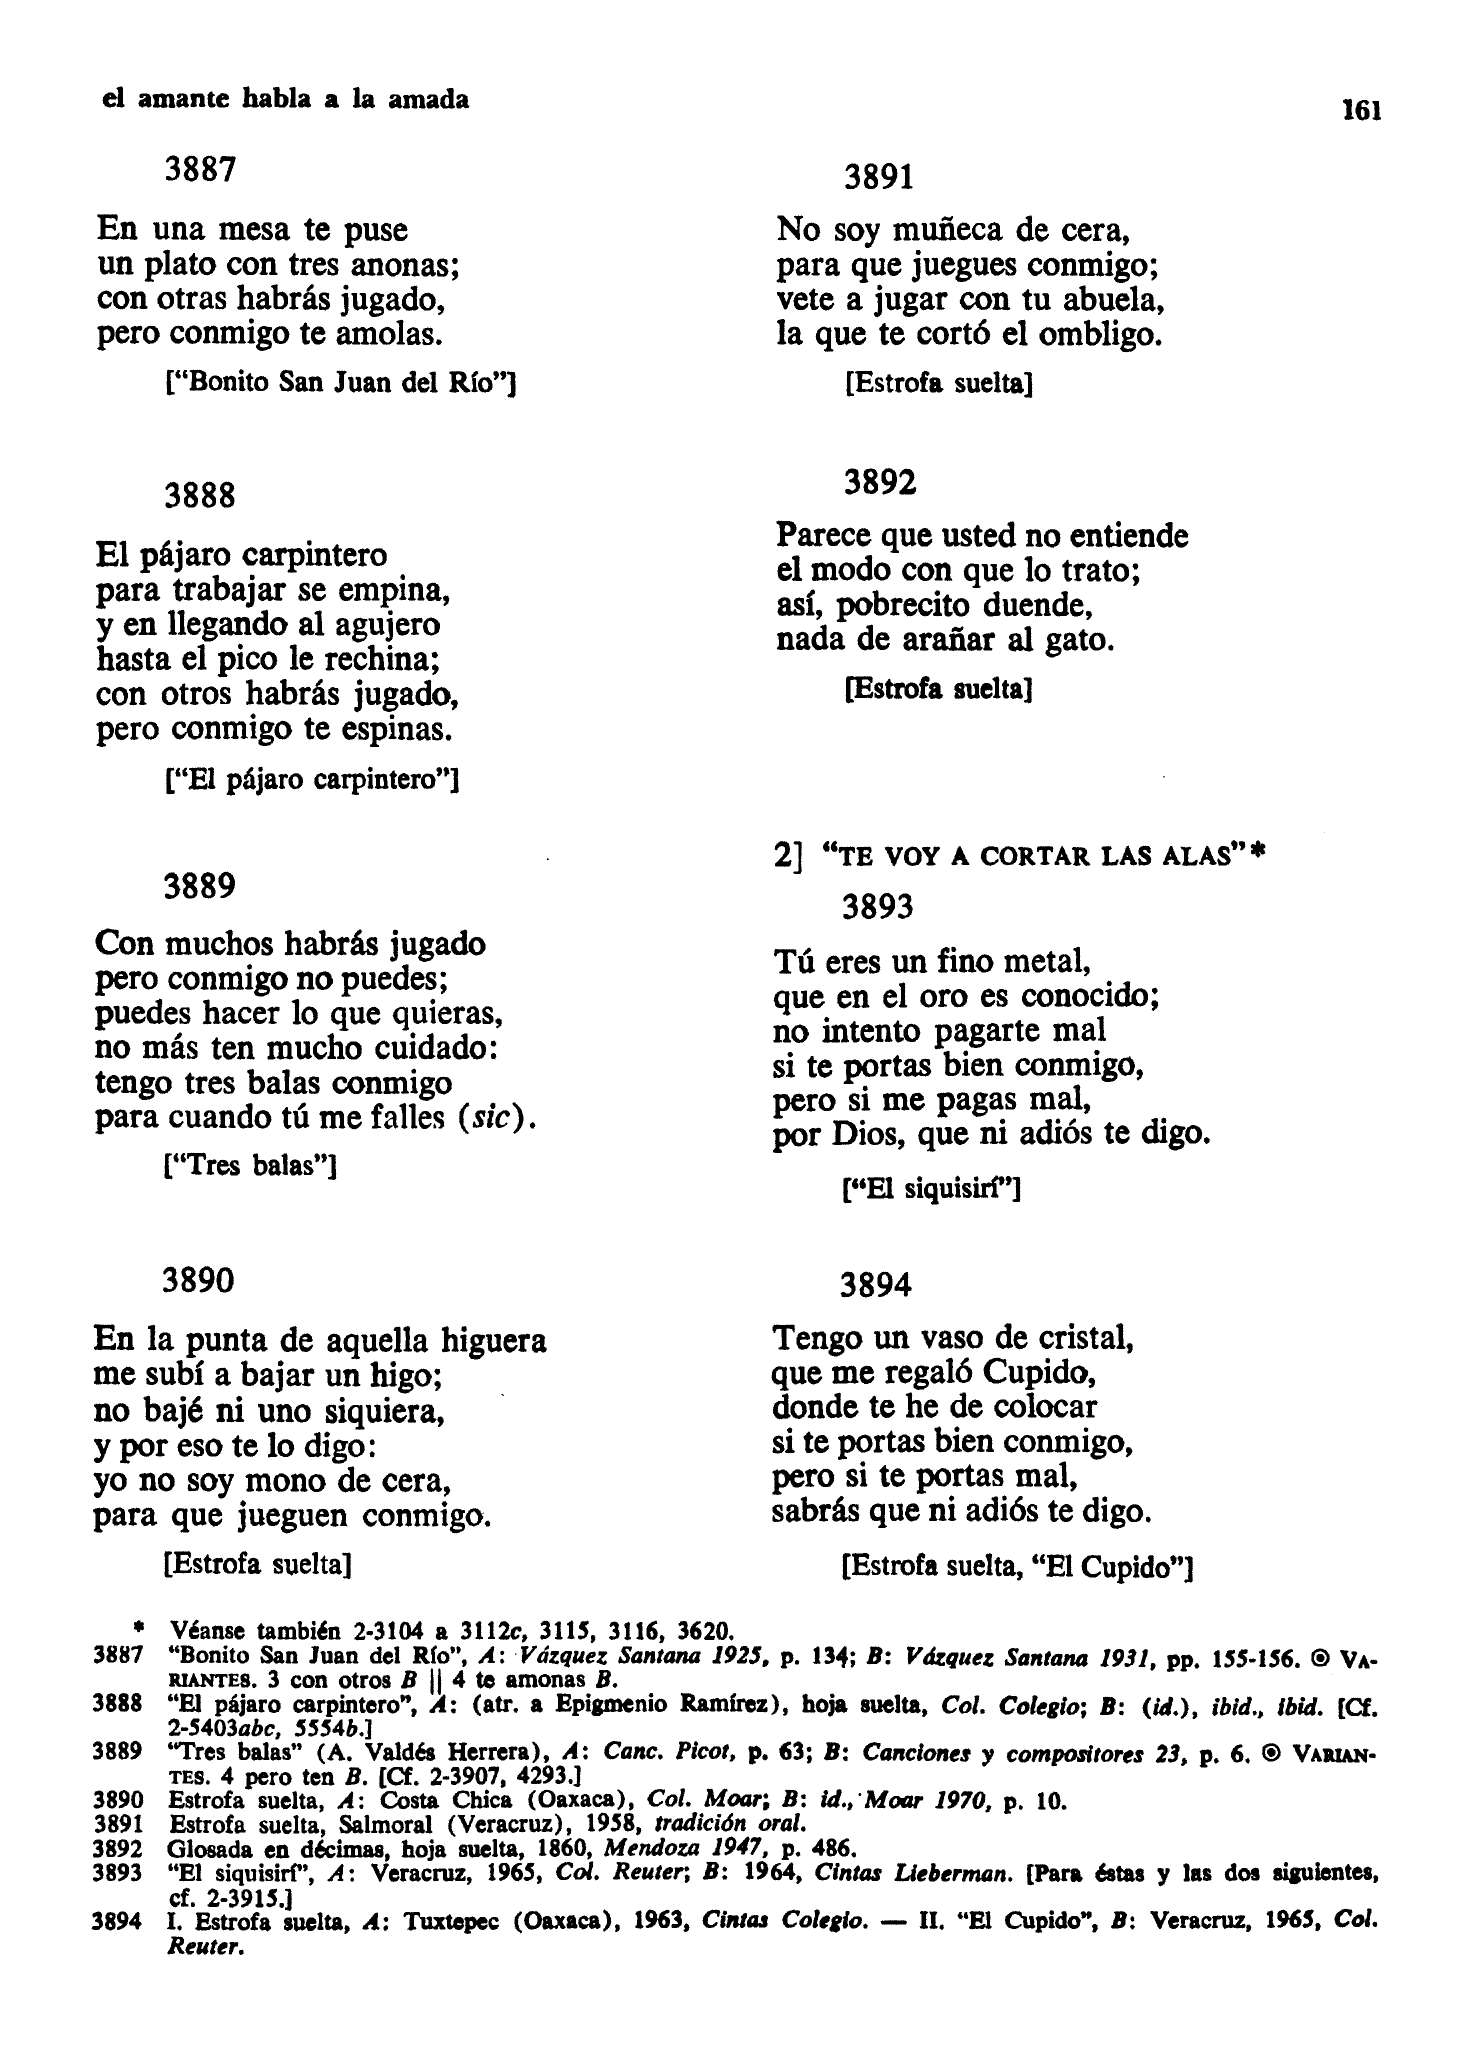 el amante habla a la amada
161
3887
En una mesa te puse
un plato con tres anonas;
con otras habrás jugado,
pero conmigo te amolas.
[“Bonito San Juan del Río”]
3888
El pájaro carpintero
para trabajar se empina,
y en llegando al agujero
hasta el pico le rechina;
con otros habrás jugado,
pero conmigo te espinas.
[“El pájaro carpintero”]
3889
Con muchos habrás jugado
pero conmigo no puedes;
puedes hacer lo que quieras,
no más ten mucho cuidado:
tengo tres balas conmigo
para cuando tú me falles (sic).
[“Tres balas”]
3890
En la punta de aquella higuera
me subí a bajar un higo;
no bajé ni uno siquiera,
y por eso te lo digo:
yo no soy mono de cera,
para que jueguen conmigo.
[Estrofa suelta]
3891
No soy muñeca de cera,
para que juegues conmigo;
vete a jugar con tu abuela,
la que te cortó el ombligo.
[Estrofa suelta]
3892
Parece que usted no entiende
el modo con que lo trato;
así, pobrecito duende,
nada de arañar al gato.
[Estrofa suelta]
2] “TE VOY A CORTAR LAS ALAS”*
3893
Tú eres un fino metal,
que en el oro es conocido;
no intento pagarte mal
si te portas bien conmigo,
pero si me pagas mal,
por Dios, que ni adiós te digo.
[“El siquisirí”]
3894
Tengo un vaso de cristal,
que me regaló Cupido,
donde te he de colocar
si te portas bien conmigo,
pero si te portas mal,
sabrás que ni adiós te digo.
[Estrofa suelta, “El Cupido”]
* Véanse también 2-3104 a 3112c, 3115, 3116, 3620.
3887 “Bonito San Juan del Río”, A: Vázquez Santana 1925, p. 134; B: Vázquez Santana 1931, pp. 155-156. ⊙ VA-
RIANTES. 3 con otros B || 4 te amonas B.
3888 “El pájaro carpintero”, A: (atr. a Epigmenio Ramírez), hoja suelta, Col. Colegio; B: (id.), ibid., ibid. [Cf.
2-5403abc, 5554b.]
3889 “Tres balas” (A. Valdés Herrera), A: Canc. Picot, p. 63; B: Canciones y compositores 23, p. 6. ⊙ VARIAN-
TES. 4 pero ten B. [Cf. 2-3907, 4293.]
3890 Estrofa suelta, A: Costa Chica (Oaxaca), Col. Moar; B: id., Moar 1970, p. 10.
3891 Estrofa suelta, Salmoral (Veracruz), 1958, tradición oral.
3892 Glosada en décimas, hoja suelta, 1860, Mendoza 1947, p. 486.
3893 “El siquisirí”, A: Veracruz, 1965, Col. Reuter; B: 1964, Cintas Lieberman. [Para éstas y las dos siguientes,
cf. 2-3915.]
3894 I. Estrofa suelta, A: Tuxtepec (Oaxaca), 1963, Cintas Colegio. — II. “El Cupido”, B: Veracruz, 1965, Col.
Reuter.